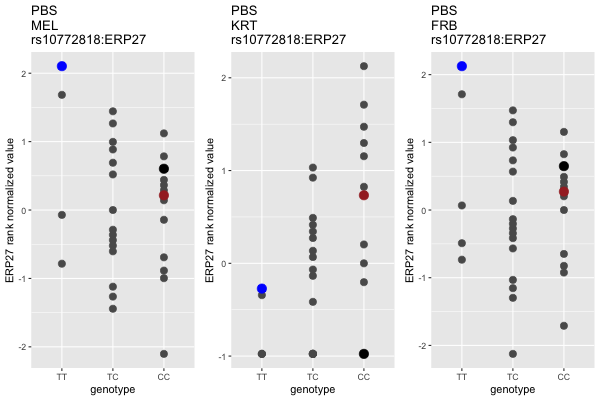 PBS
MEL
rs10772818:ERP27
ERP27 rank normalized value
2
1
0
-1
-2
TT
TC
CC
genotype
PBS
KRT
rs10772818:ERP27
ERP27 rank normalized value
2
1
0
-1
TT
TC
CC
genotype
PBS
FRB
rs10772818:ERP27
ERP27 rank normalized value
2
1
0
-1
-2
TT
TC
CC
genotype